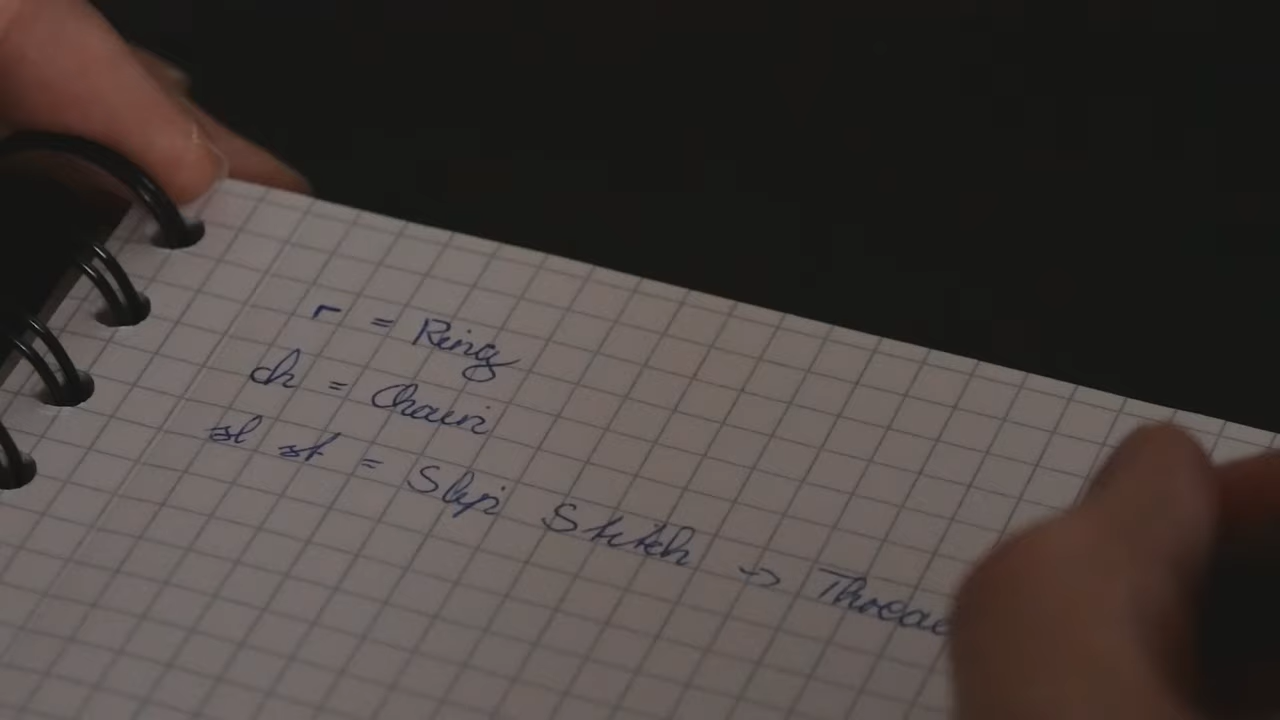 r = Ring
ch = Chain
sl st = Slip Stitch →